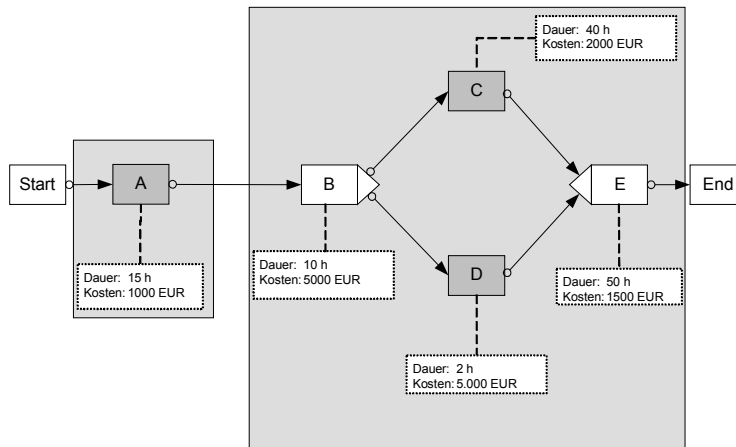 Dauer: 40 h
Kosten: 2000 EUR
C
Start
A
B
E
End
Dauer: 15 h
Kosten: 1000 EUR
Dauer: 10 h
Kosten: 5000 EUR
D
Dauer: 50 h
Kosten: 1500 EUR
Dauer: 2 h
Kosten: 5.000 EUR